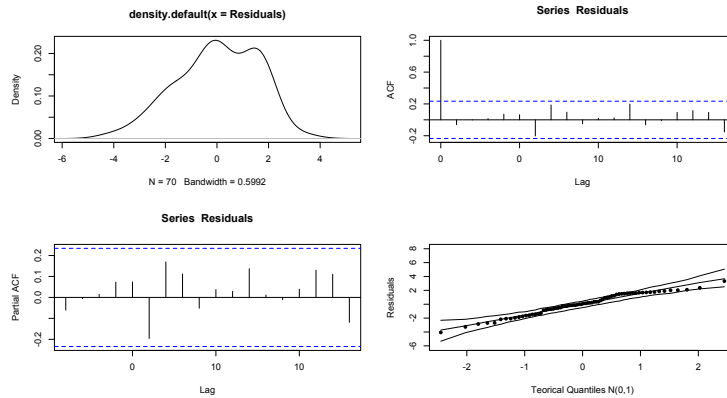 density.default(x = Residuals)
Density
0.00
0.10
0.20
-6 -4 -2 0 2 4
N = 70 Bandwidth = 0.5992
Series Residuals
ACF
1.0
0.6
0.2
-0.2
0 0 10 10
Lag
Series Residuals
Partial ACF
0.2
0.1
0.0
-0.2
0 10 10
Lag
Residuals
8
6
4
2
-2
-6
-2 -1 0 1 2
Teorical Quantiles N(0,1)